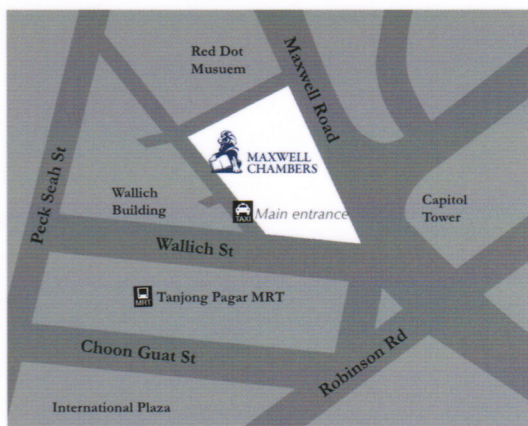 Red Dot
Musuem
Maxwell Road
MAXWELL
CHAMBERS
Peck Seah St
Wallich
Building
TAXI
Main entrance
Capitol
Tower
Wallich St
MRT
Tanjong Pagar MRT
Choon Guat St
Robinson Rd
International Plaza